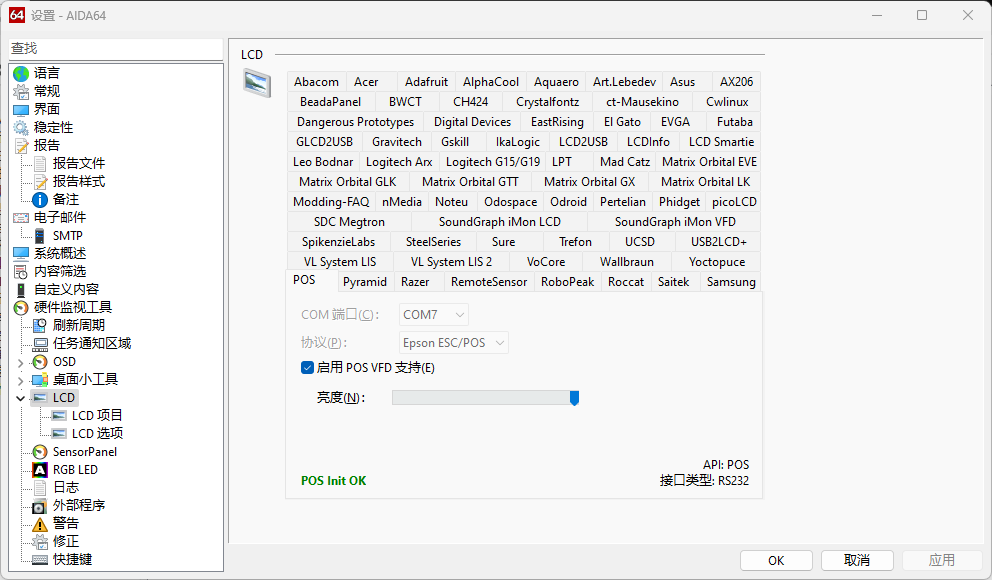 设置 - AIDA64
查找
语言
常规
界面
稳定性
报告
报告文件
报告样式
备注
电子邮件
SMTP
系统概述
内容筛选
自定义内容
硬件监视工具
刷新周期
任务通知区域
OSD
桌面小工具
LCD
LCD 项目
LCD 选项
SensorPanel
RGB LED
日志
外部程序
警告
修正
快捷键
LCD
Abacom Acer Adafruit AlphaCool Aquaero Art.Lebedev Asus AX206
BeadaPanel BWCT CH424 Crystalfontz ct-Mausekino Cwlinux
Dangerous Prototypes Digital Devices EastRising El Gato EVGA Futaba
GLCD2USB Gravitech Gskill IkaLogic LCD2USB LCDInfo LCD Smartie
Leo Bodnar Logitech Arx Logitech G15/G19 LPT Mad Catz Matrix Orbital EVE
Matrix Orbital GLK Matrix Orbital GTT Matrix Orbital GX Matrix Orbital LK
Modding-FAQ nMedia Noteu Odospace Odroid Pertelian Phidget picoLCD
SDC Megtron SoundGraph iMon LCD SoundGraph iMon VFD
SpikenzieLabs SteelSeries Sure Trefon UCSD USB2LCD+
VL System LIS VL System LIS 2 VoCore Wallbraun Yoctopuce
POS Pyramid Razer RemoteSensor RoboPeak Roccat Saitek Samsung
COM 端口(C): COM7
协议(P): Epson ESC/POS
启用 POS VFD 支持(E)
亮度(N):
API: POS
POS Init OK 接口类型: RS232
OK 取消 应用